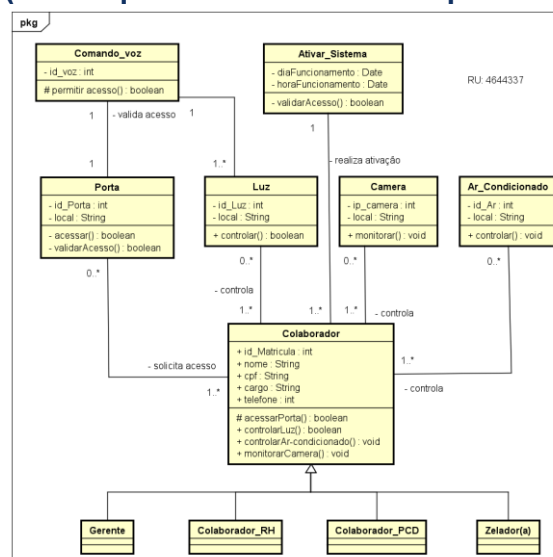 pkg
Comando_voz
- id_voz : int
# permitir acesso() : boolean
Ativar_Sistema
- diaFuncionamento : Date
- horaFuncionamento : Date
- validarAcesso() : boolean
RU: 4644337
1
- valida acesso
1
1
1
1..*
- realiza ativação
Porta
- id_Porta : int
- local : String
- acessar() : boolean
- validarAcesso() : boolean
Luz
- id_Luz : int
- local : String
+ controlar() : boolean
Camera
- ip_camera : int
- local : String
+ monitorar() : void
Ar_Condicionado
- id_Ar : int
- local : String
+ controlar() : void
0..*
0..*
0..*
0..*
- controla
1..*
1..*
1..*
- controla
Colaborador
+ id_Matricula : int
+ nome : String
+ cpf : String
+ cargo : String
+ telefone : int
# acessarPorta() : boolean
+ controlarLuz() : boolean
+ controlarAr-condicionado() : void
+ monitorarCamera() : void
- solicita acesso
1..*
1..*
- controla
Gerente
Colaborador_RH
Colaborador_PCD
Zelador(a)